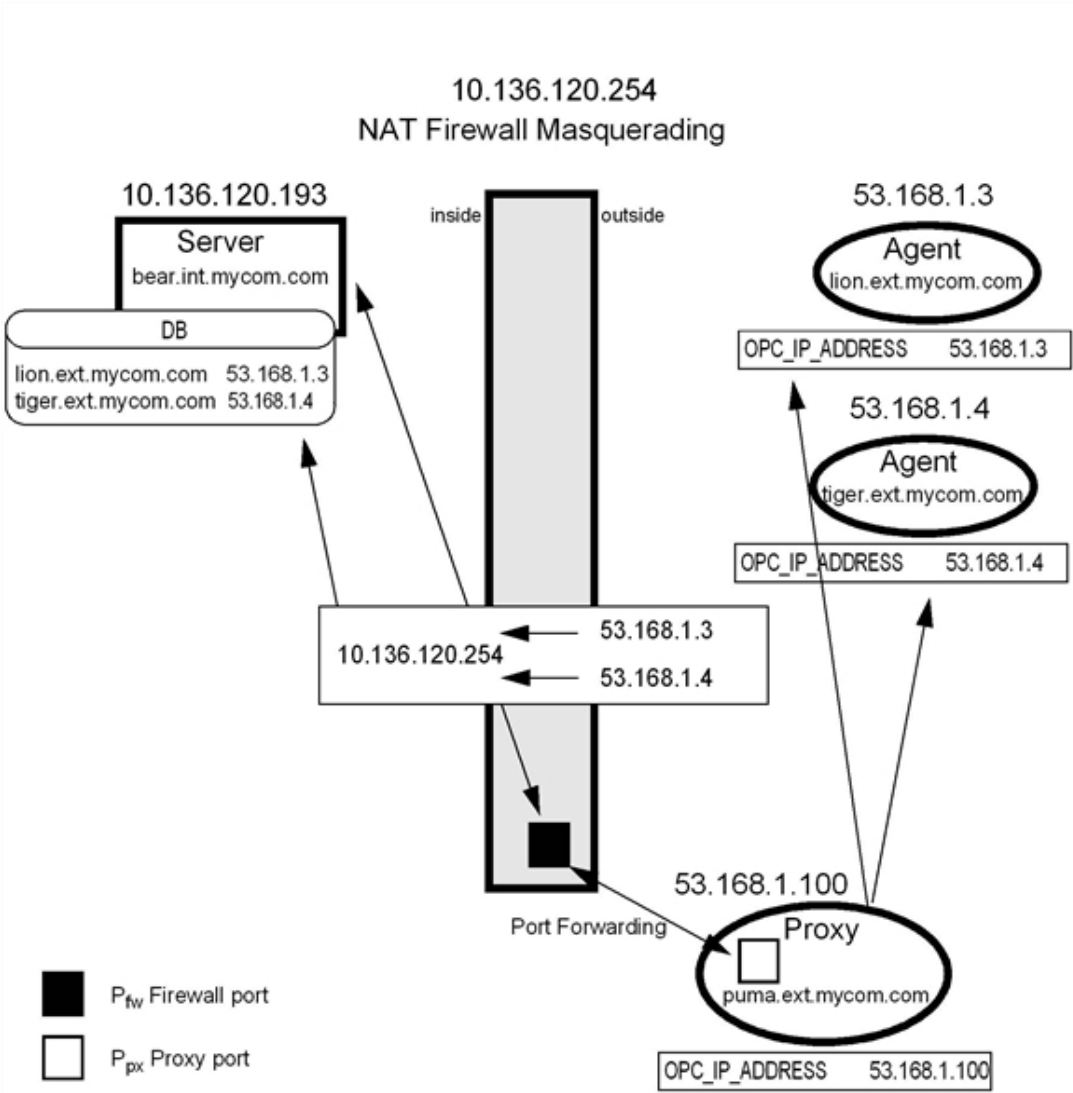 10.136.120.254
NAT Firewall Masquerading
10.136.120.193
Server
bear.int.mycom.com
DB
lion.ext.mycom.com 53.168.1.3
tiger.ext.mycom.com 53.168.1.4
inside
outside
53.168.1.3
Agent
lion.ext.mycom.com
OPC_IP_ADDRESS 53.168.1.3
53.168.1.4
Agent
tiger.ext.mycom.com
OPC_IP_ADDRESS 53.168.1.4
10.136.120.254
53.168.1.3
53.168.1.4
Port Forwarding
53.168.1.100
Proxy
puma.ext.mycom.com
OPC_IP_ADDRESS 53.168.1.100
Pfw Firewall port
Ppx Proxy port